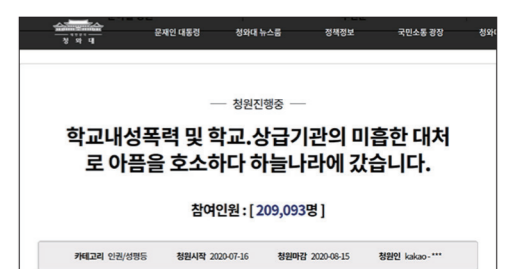 청 와 대
문재인 대통령 청와대 뉴스룸 정책정보 국민소통 광장
청원진행중
학교내성폭력 및 학교.상급기관의 미흡한 대처
로 아픔을 호소하다 하늘나라에 갔습니다.
참여인원 : [ 209,093명 ]
카테고리 인권/성평등 청원시작 2020-07-16 청원마감 2020-08-15 청원인 kakao - ***